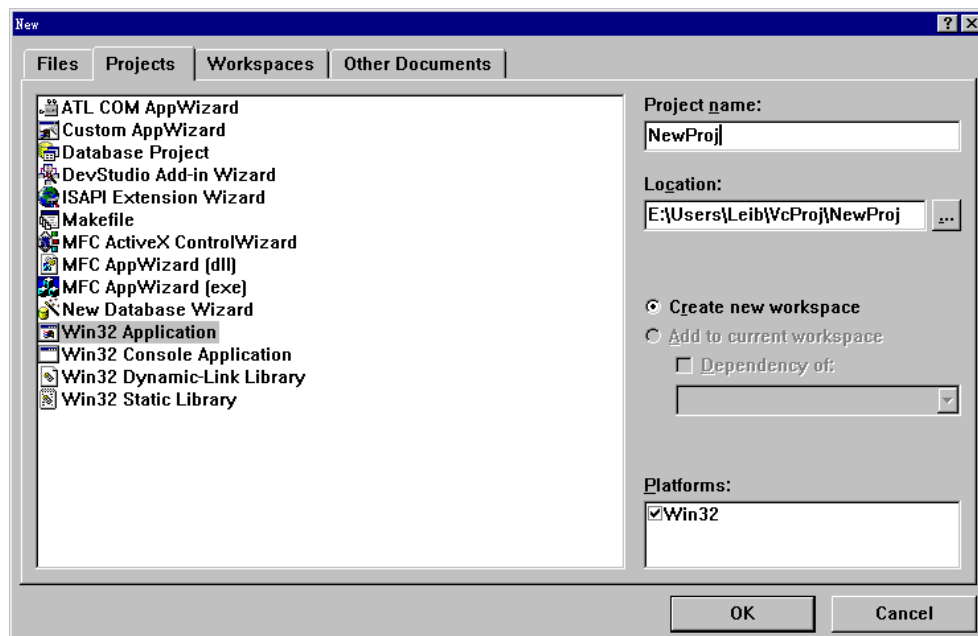 New
Files
Projects
Workspaces
Other Documents
ATL COM AppWizard
Custom AppWizard
Database Project
DevStudio Add-in Wizard
ISAPI Extension Wizard
Makefile
MFC ActiveX ControlWizard
MFC AppWizard (dll)
MFC AppWizard (exe)
New Database Wizard
Win32 Application
Win32 Console Application
Win32 Dynamic-Link Library
Win32 Static Library
Project name:
NewProj
Location:
E:\Users\Leib\VcProj\NewProj
...
Create new workspace
Add to current workspace
Dependency of:
Platforms:
Win32
OK
Cancel